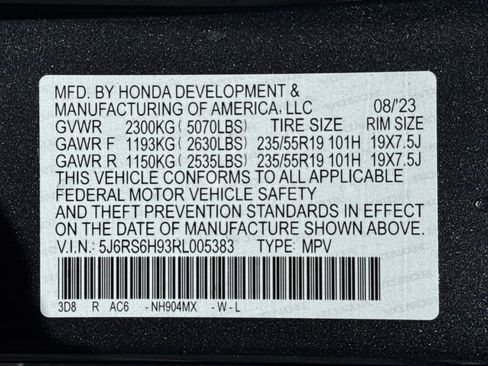 MFD. BY HONDA DEVELOPMENT &
MANUFACTURING OF AMERICA, LLC 08/'23
GVWR 2300KG ( 5070LBS) TIRE SIZE RIM SIZE
GAWR F 1193KG ( 2630LBS) 235/55R19 101H 19X7.5J
GAWR R 1150KG ( 2535LBS) 235/55R19 101H 19X7.5J
THIS VEHICLE CONFORMS TO ALL APPLICABLE
FEDERAL MOTOR VEHICLE SAFETY
AND THEFT PREVENTION STANDARDS IN EFFECT
ON THE DATE OF MANUFACTURE SHOWN ABOVE.
V.I.N.: 5J6RS6H93RL005383 TYPE: MPV
3D8 R AC6 -NH904MX -W-L